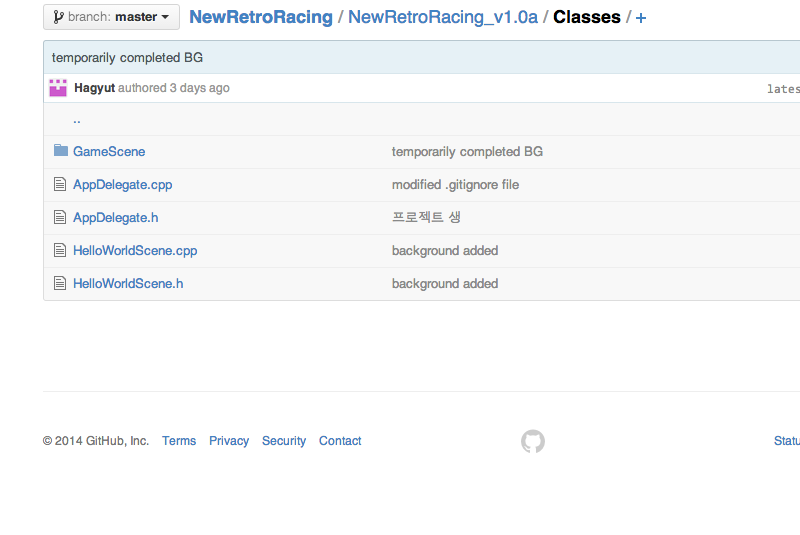 branch: master NewRetroRacing / NewRetroRacing_v1.0a / Classes / +
temporarily completed BG
Hagyut authored 3 days ago lates
..
GameScene temporarily completed BG
AppDelegate.cpp modified .gitignore file
AppDelegate.h 프로젝트 생
HelloWorldScene.cpp background added
HelloWorldScene.h background added
© 2014 GitHub, Inc. Terms Privacy Security Contact Statu